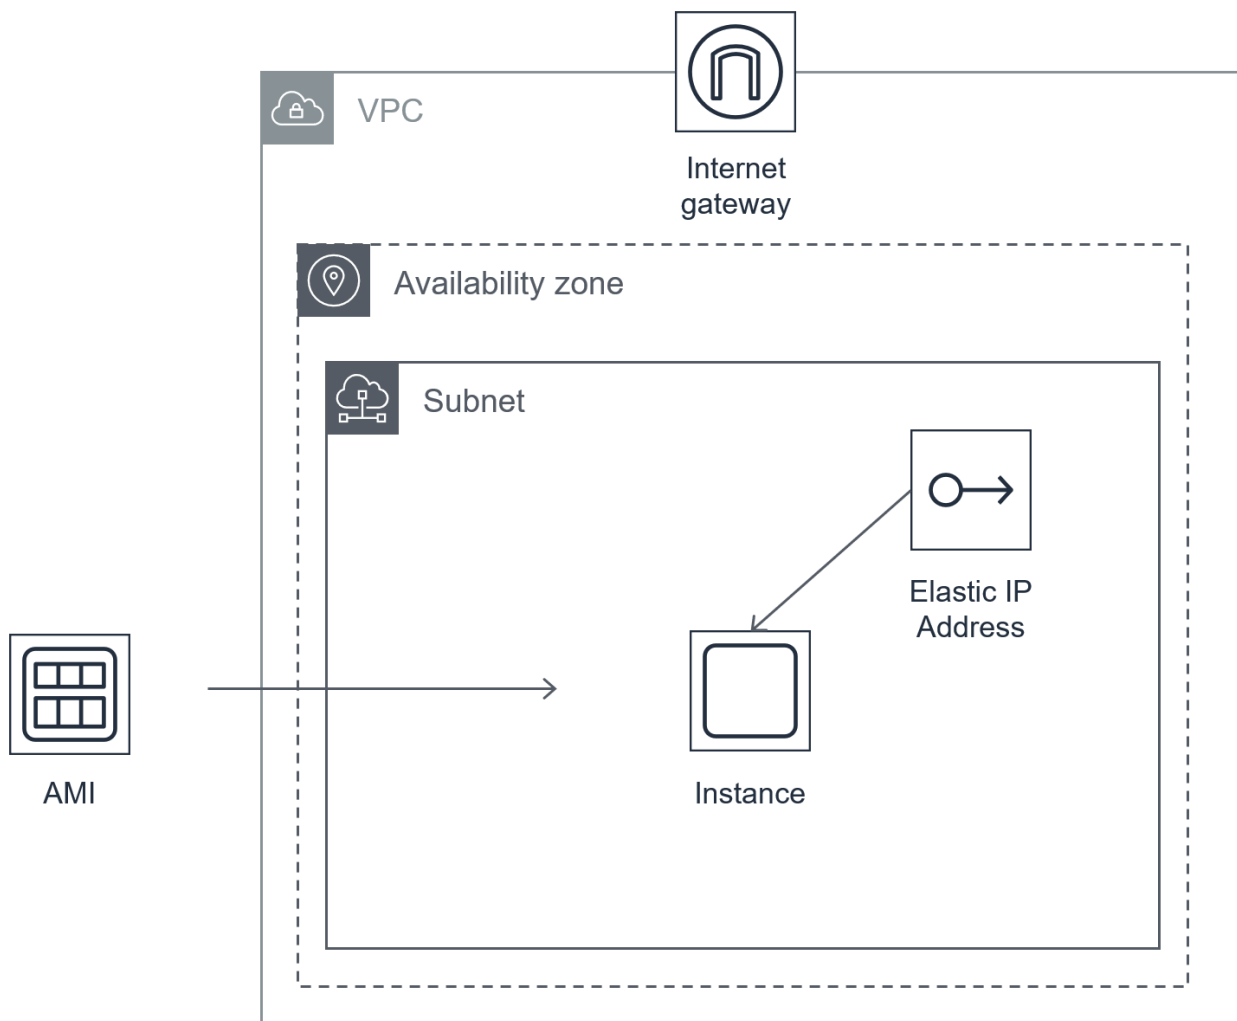 VPC
Internet
gateway
Availability zone
Subnet
Elastic IP
Address
AMI
Instance